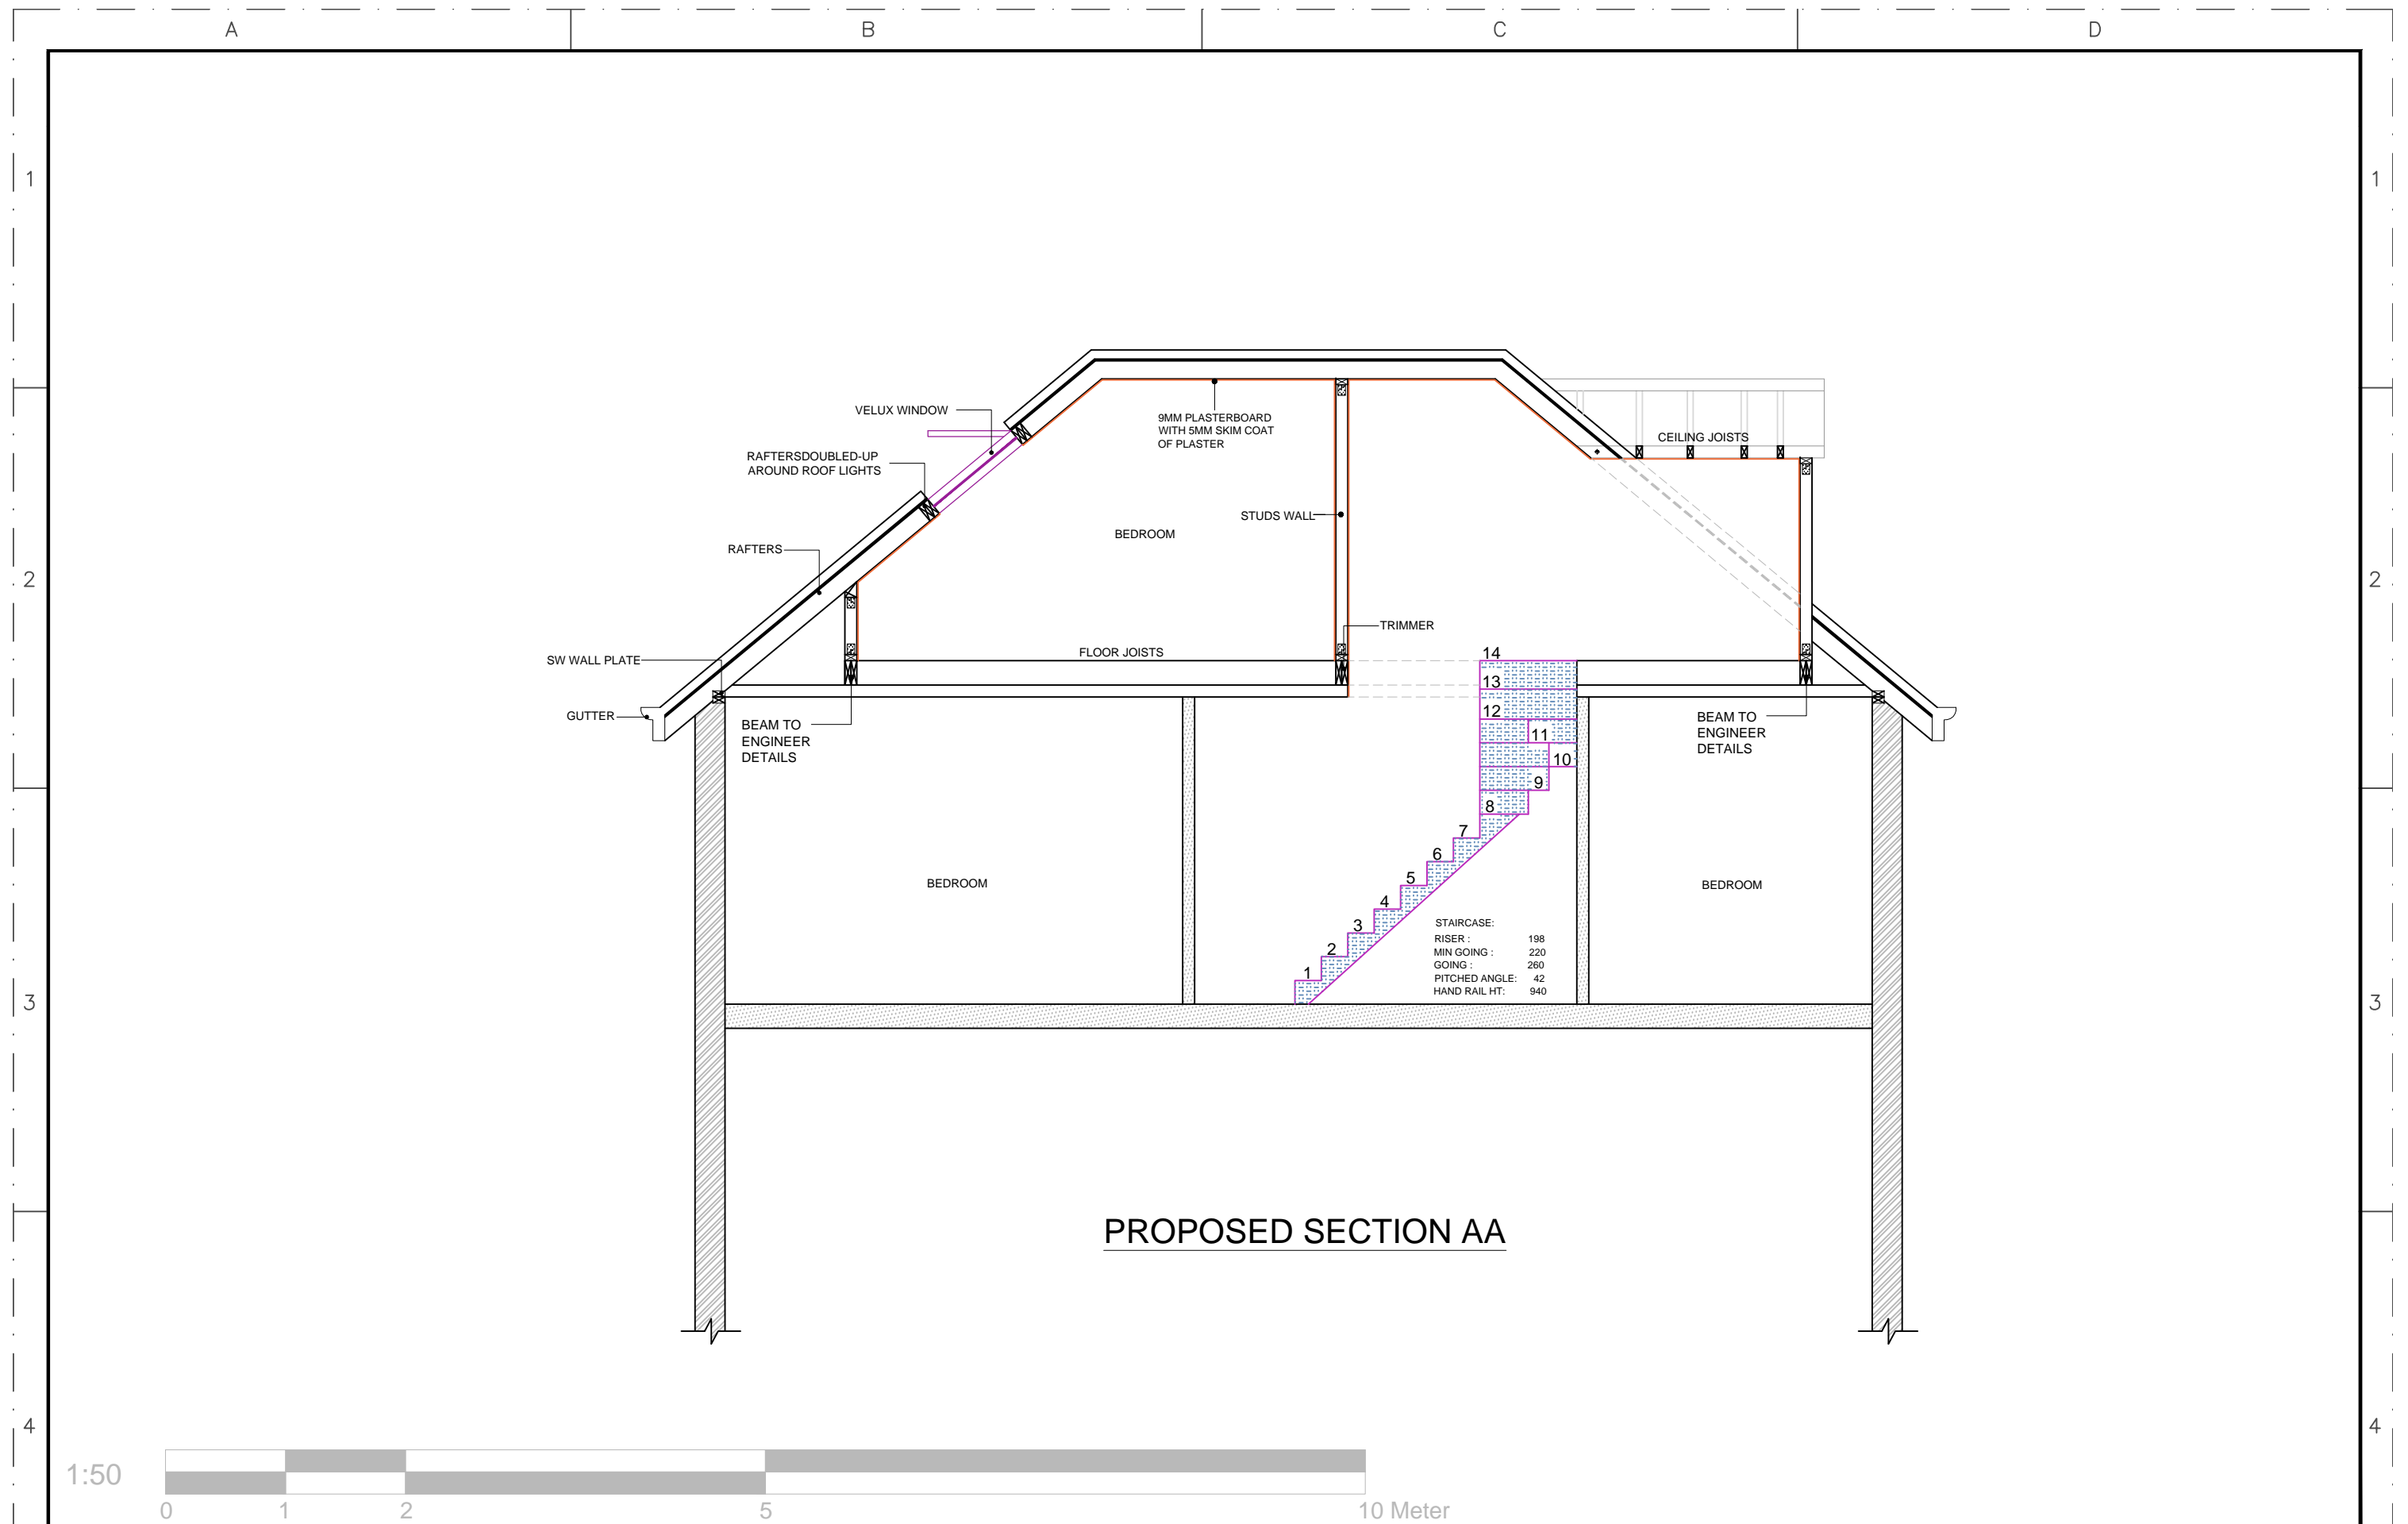 A B C D
1 1
VELUX WINDOW
9MM PLASTERBOARD
WITH 5MM SKIM COAT
OF PLASTER
CEILING JOISTS
RAFTERSDOUBLED-UP
AROUND ROOF LIGHTS
STUDS WALL
BEDROOM
RAFTERS
2 2
TRIMMER
FLOOR JOISTS
SW WALL PLATE
GUTTER
BEAM TO
ENGINEER
DETAILS
BEAM TO
ENGINEER
DETAILS
14
13
12
11
10
9
8
7
6
5
4
3
2
1
BEDROOM
BEDROOM
STAIRCASE:
RISER : 198
MIN GOING : 220
GOING : 260
PITCHED ANGLE: 42
HAND RAIL HT: 940
3 3
PROPOSED SECTION AA
4 4
1:50
0 1 2 5 10 Meter